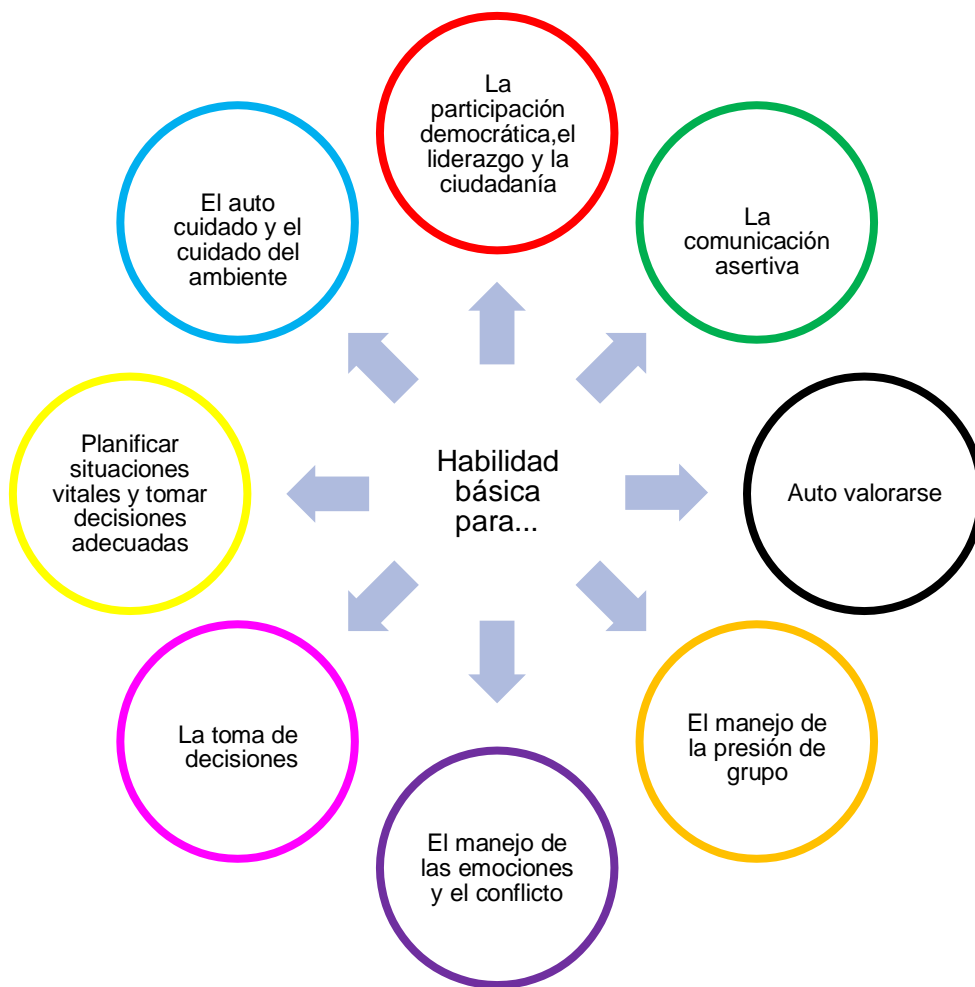 La
participación
democrática,el
liderazgo y la
ciudadanía
La
comunicación
asertiva
Auto valorarse
El manejo de
la presión de
grupo
El manejo de
las emociones
y el conflicto
La toma de
decisiones
Planificar
situaciones
vitales y tomar
decisiones
adecuadas
El auto
cuidado y el
cuidado del
ambiente
Habilidad
básica
para...